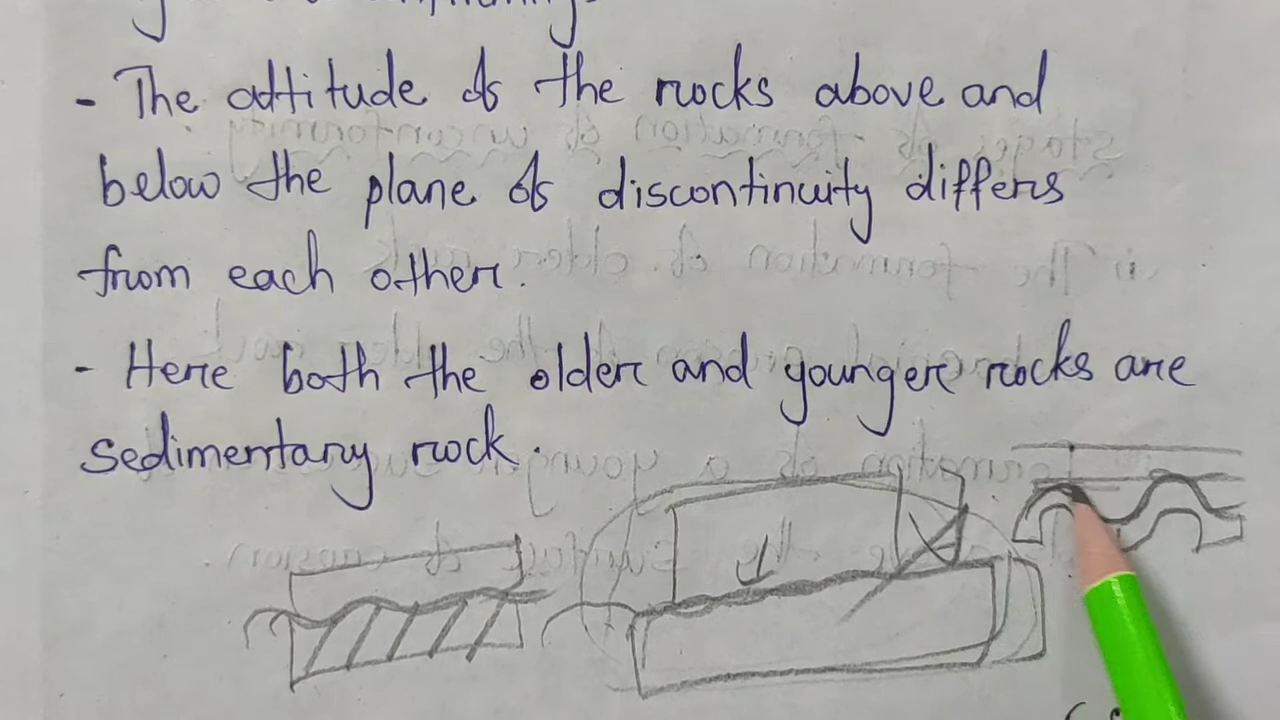 - The attitude of the rocks above and
below the plane of discontinuity differs
from each other.
- Here both the older and younger rocks are
sedimentary rock.